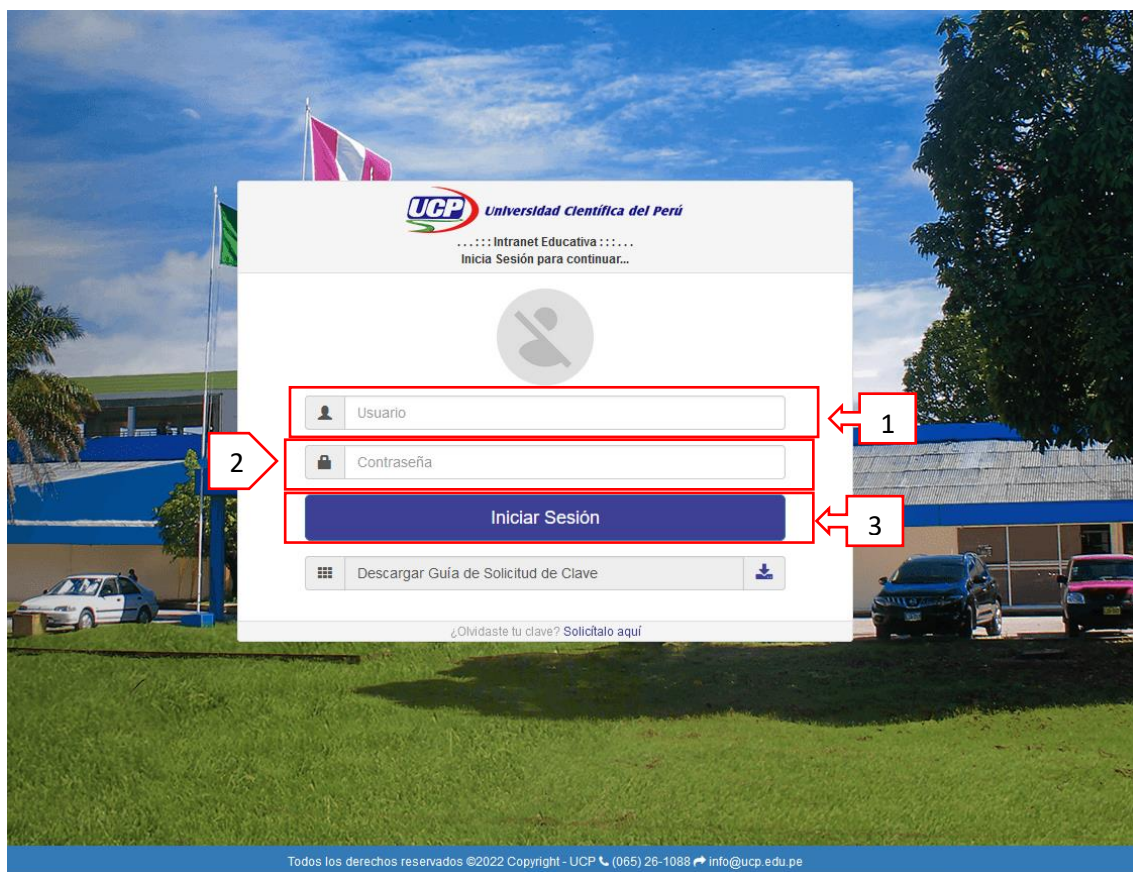 UCP Universidad Científica del Perú
...::: Intranet Educativa :::...
Inicia Sesión para continuar...
Usuario
1
2
Contraseña
Iniciar Sesión
3
Descargar Guía de Solicitud de Clave
¿Olvidaste tu clave? Solicítalo aquí
Todos los derechos reservados ©2022 Copyright - UCP (065) 26-1088 info@ucp.edu.pe